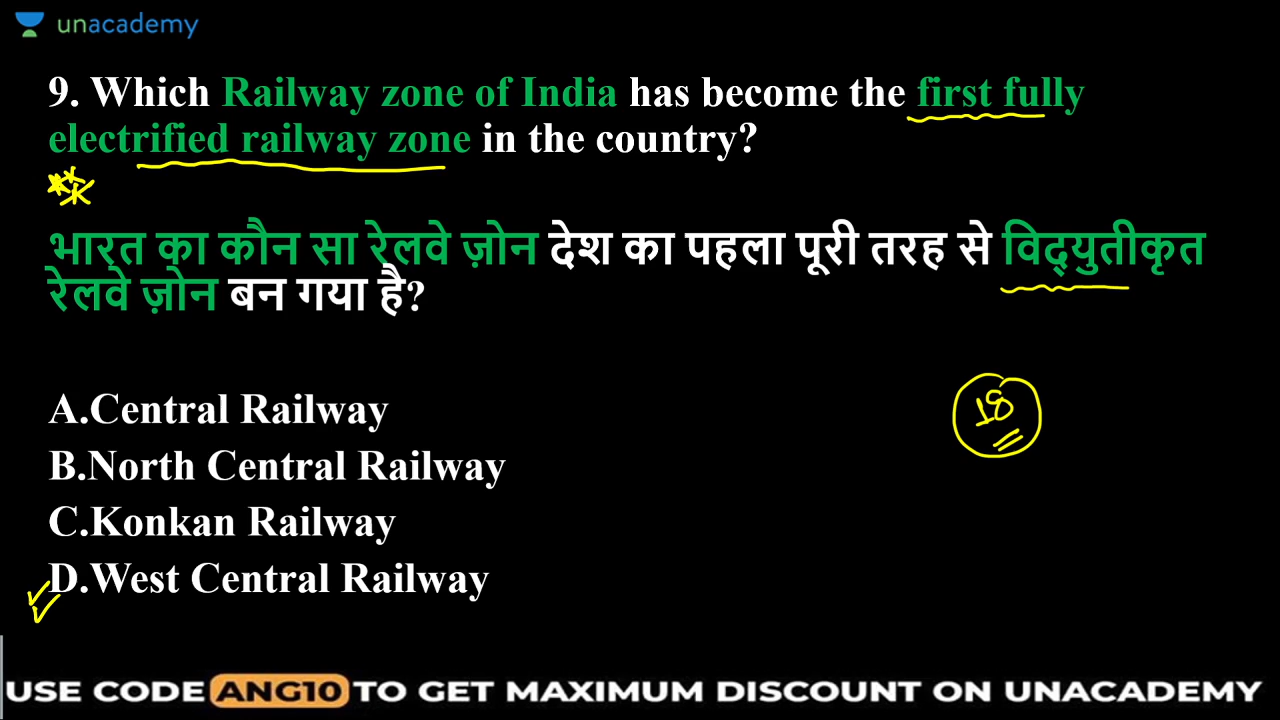 unacademy
9. Which Railway zone of India has become the first fully
electrified railway zone in the country?
भारत का कौन सा रेलवे ज़ोन देश का पहला पूरी तरह से विद्युतीकृत
रेलवे ज़ोन बन गया है?
18
A.Central Railway
B.North Central Railway
C.Konkan Railway
D.West Central Railway
USE CODE ANG10 TO GET MAXIMUM DISCOUNT ON UNACADEMY